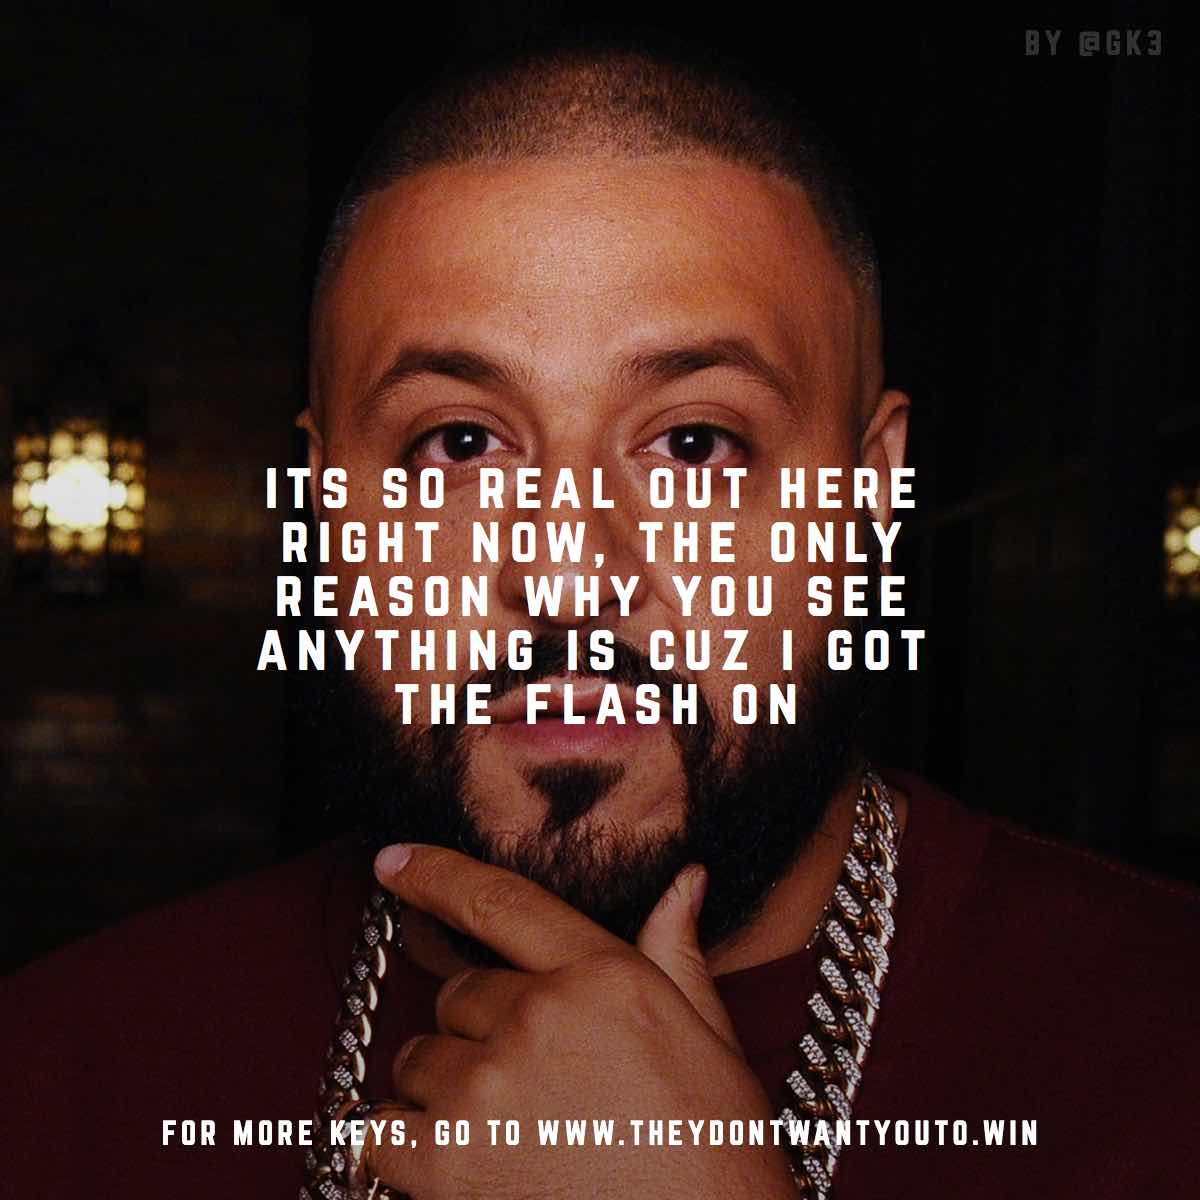 BY @GK3
ITS SO REAL OUT HERE
RIGHT NOW, THE ONLY
REASON WHY YOU SEE
ANYTHING IS CUZ I GOT
THE FLASH ON
FOR MORE KEYS, GO TO WWW.THEYDONTWANTYOUTO.WIN